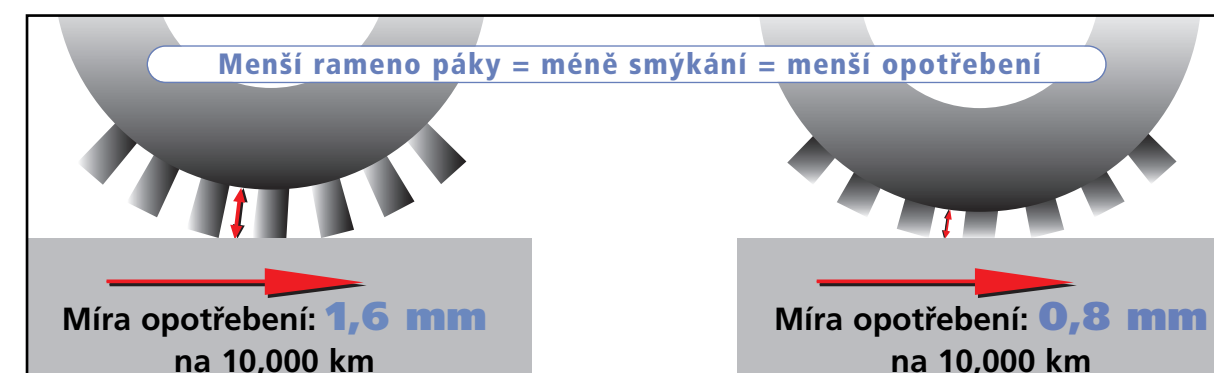 Menší rameno páky = méně smýkání = menší opotřebení
Míra opotřebení: 1,6 mm
na 10,000 km
Míra opotřebení: 0,8 mm
na 10,000 km